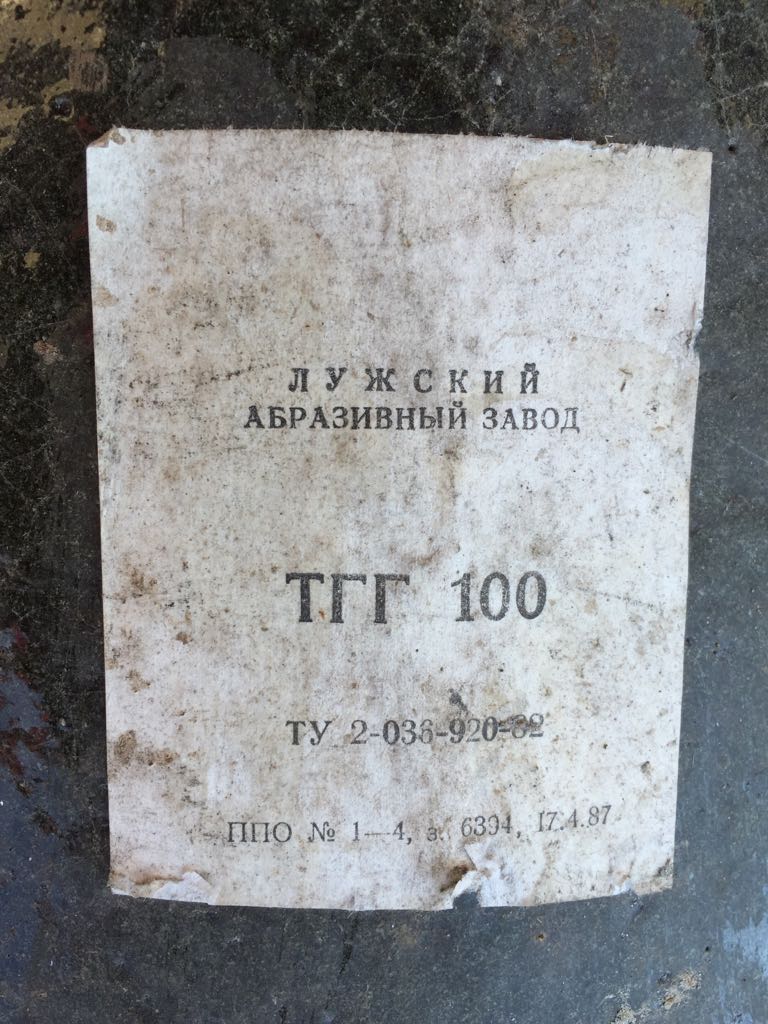 ЛУЖСКИЙ
АБРАЗИВНЫЙ ЗАВОД
ТГГ 100
ТУ 2-036-920-82
ППО № 1—4, з. 6394, 17.4.87